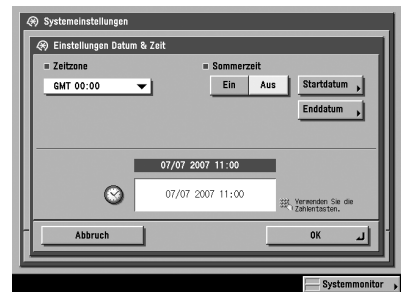 Systemeinstellungen
Einstellungen Datum & Zeit
Zeitzone
Sommerzeit
GMT 00:00
Ein Aus
Startdatum
Enddatum
07/07 2007 11:00
07/07 2007 11:00
Verwenden Sie die
Zahlentasten.
Abbruch
OK
Systemmonitor